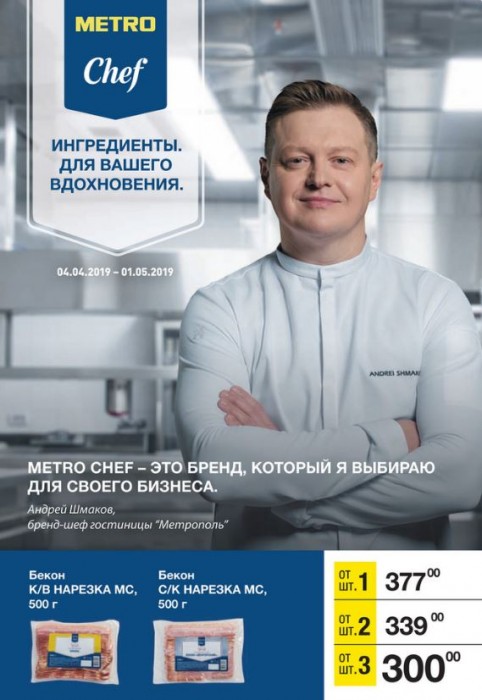 METRO
Chef
ИНГРЕДИЕНТЫ.
ДЛЯ ВАШЕГО
ВДОХНОВЕНИЯ.
04.04.2019 – 01.05.2019
ANDREI SHMAK
METRO CHEF – ЭТО БРЕНД, КОТОРЫЙ Я ВЫБИРАЮ
ДЛЯ СВОЕГО БИЗНЕСА.
Андрей Шмаков,
бренд-шеф гостиницы “Метрополь”
Бекон
К/В НАРЕЗКА МС,
500 г
Бекон
С/К НАРЕЗКА МС,
500 г
ОТ ШТ. 1 377 00
ОТ ШТ. 2 339 00
ОТ ШТ. 3 300 00